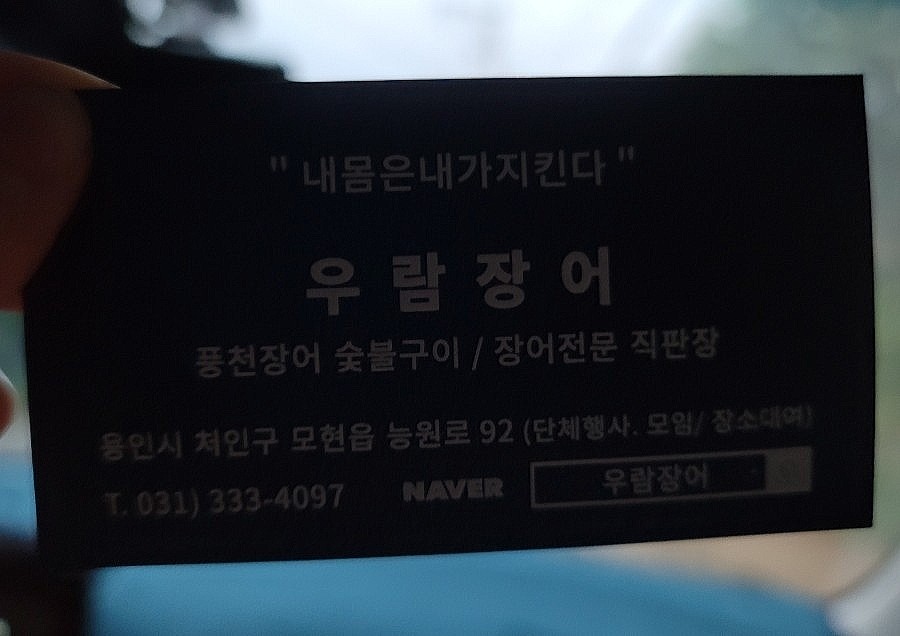 " 내몸은내가지킨다 "
우람장어
풍천장어 숯불구이 / 장어전문 직판장
용인시 처인구 모현읍 능원로 92 (단체행사. 모임/ 장소대여)
T. 031) 333-4097 NAVER 우람장어